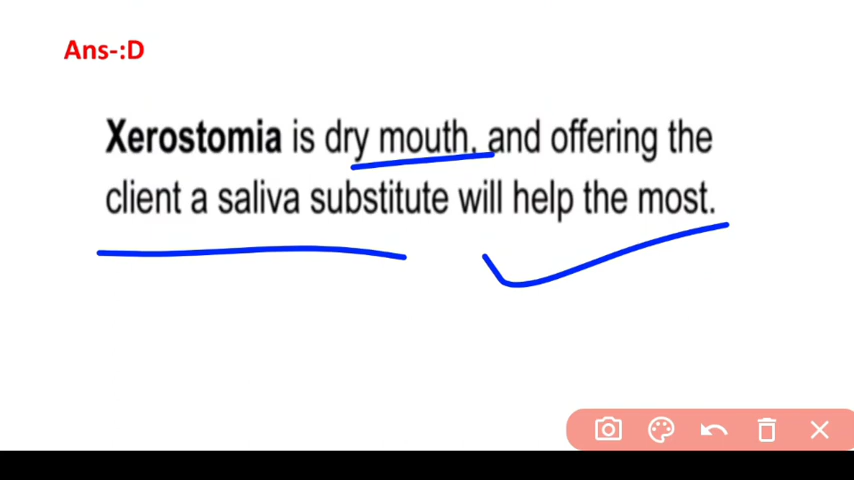 Ans-:D
Xerostomia is dry mouth, and offering the
client a saliva substitute will help the most.